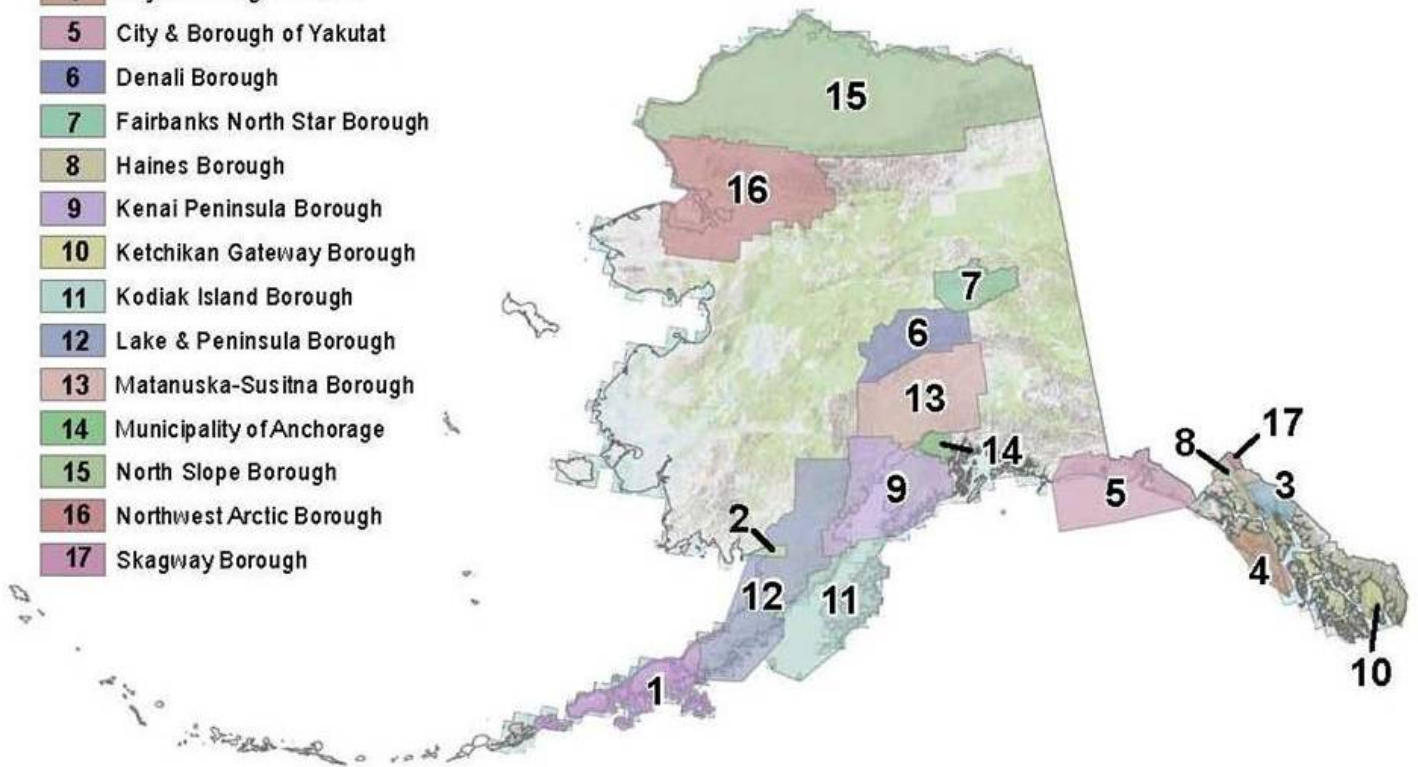 5 City & Borough of Yakutat
6 Denali Borough
7 Fairbanks North Star Borough
8 Haines Borough
9 Kenai Peninsula Borough
10 Ketchikan Gateway Borough
11 Kodiak Island Borough
12 Lake & Peninsula Borough
13 Matanuska-Susitna Borough
14 Municipality of Anchorage
15 North Slope Borough
16 Northwest Arctic Borough
17 Skagway Borough
15
16
7
6
13
14
17
8
3
9
5
2
4
12
11
10
1